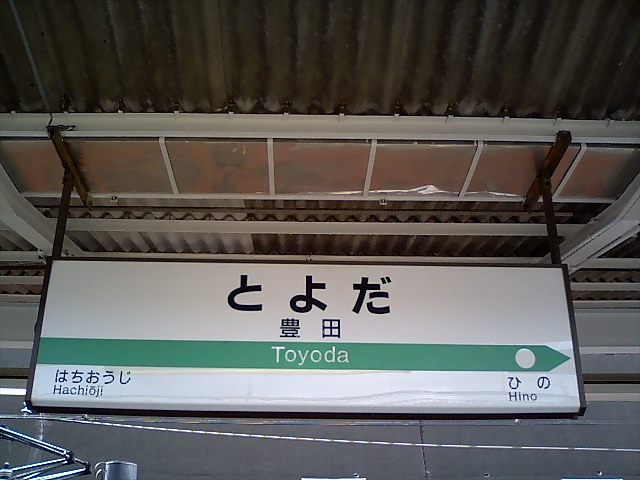 とよだ
豊田
Toyoda
はちおうじ
Hachiōji
ひの
Hino